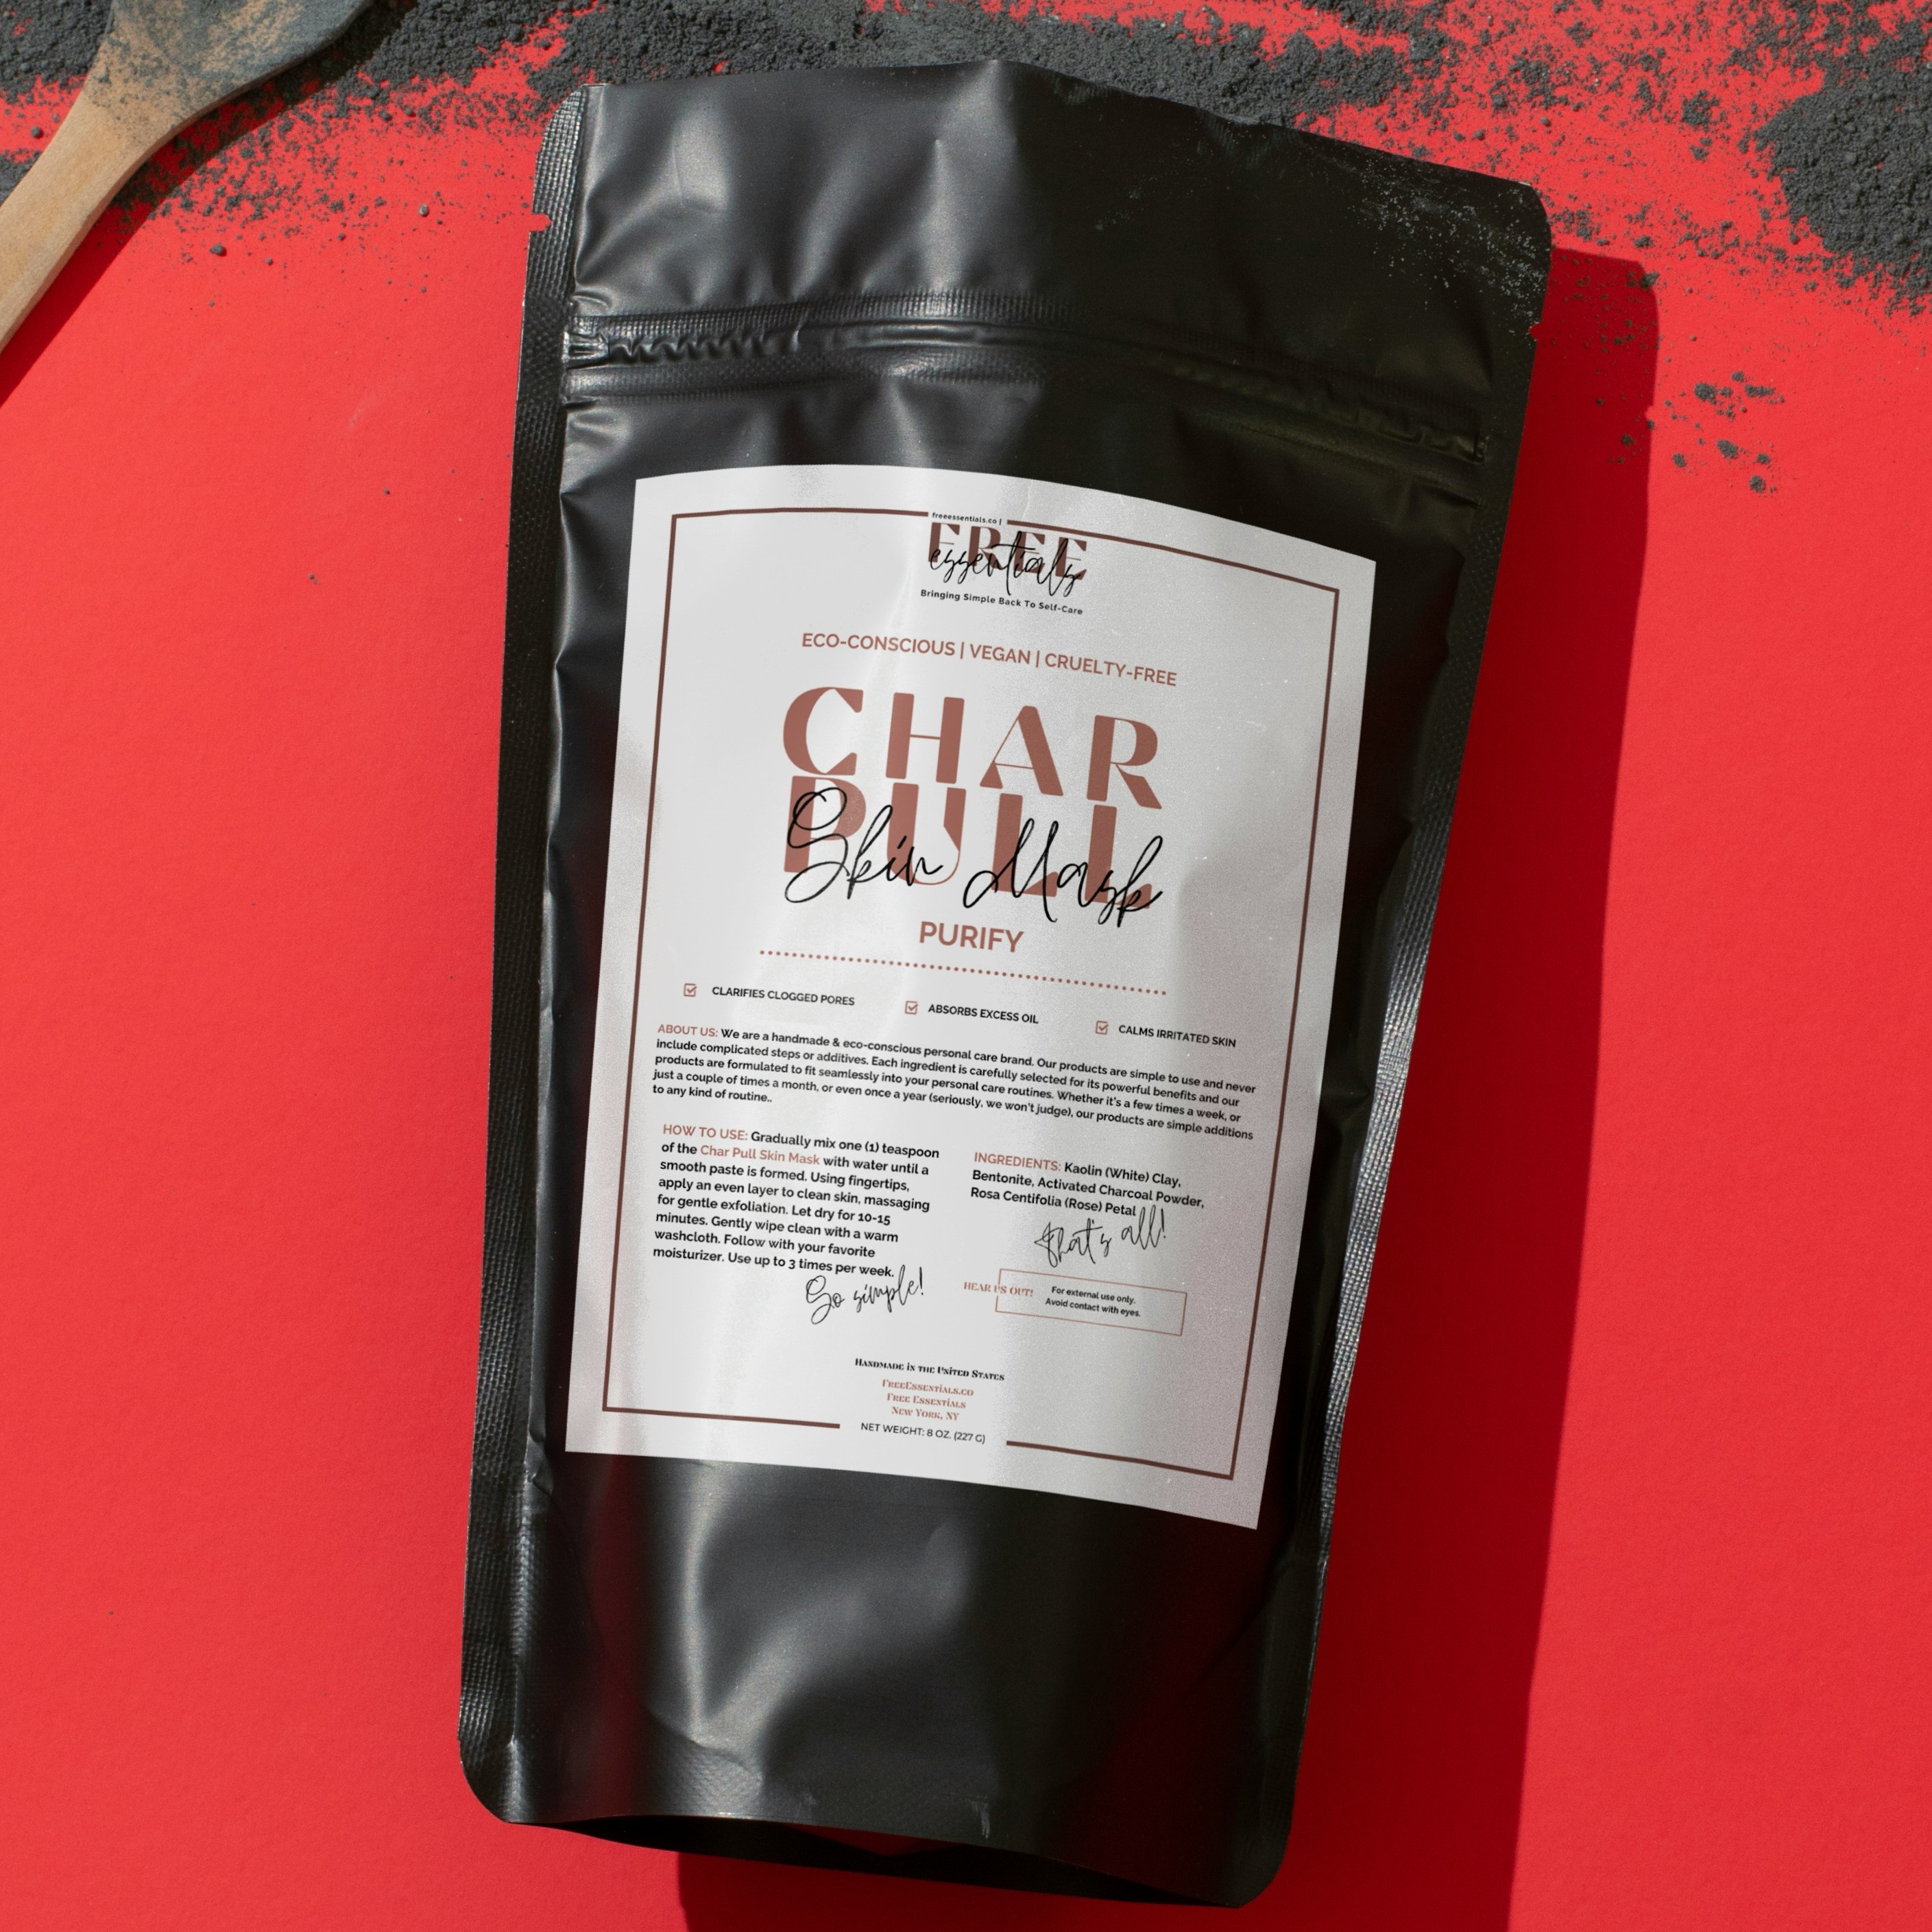 freeessentials.co |
FREE
essentials
Bringing Simple Back To Self-Care
ECO-CONSCIOUS | VEGAN | CRUELTY-FREE
CHAR
PULL
Skin Mask
PURIFY
CLARIFIES CLOGGED PORES
ABSORBS EXCESS OIL
CALMS IRRITATED SKIN
ABOUT US: We are a handmade & eco-conscious personal care brand. Our products are simple to use and never
include complicated steps or additives. Each ingredient is carefully selected for its powerful benefits and our
products are formulated to fit seamlessly into your personal care routines. Whether it's a few times a week, or
just a couple of times a month, or even once a year (seriously, we won't judge), our products are simple additions
to any kind of routine..
HOW TO USE: Gradually mix one (1) teaspoon
of the Char Pull Skin Mask with water until a
smooth paste is formed. Using fingertips,
apply an even layer to clean skin, massaging
for gentle exfoliation. Let dry for 10-15
minutes. Gently wipe clean with a warm
washcloth. Follow with your favorite
moisturizer. Use up to 3 times per week.
So simple!
INGREDIENTS: Kaolin (White) Clay,
Bentonite, Activated Charcoal Powder,
Rosa Centifolia (Rose) Petal
that's all!
HEAR US OUT!
For external use only.
Avoid contact with eyes.
Handmade in the United States
FreeEssentials.co
Free Essentials
New York, NY
NET WEIGHT: 8 OZ. (227 G)